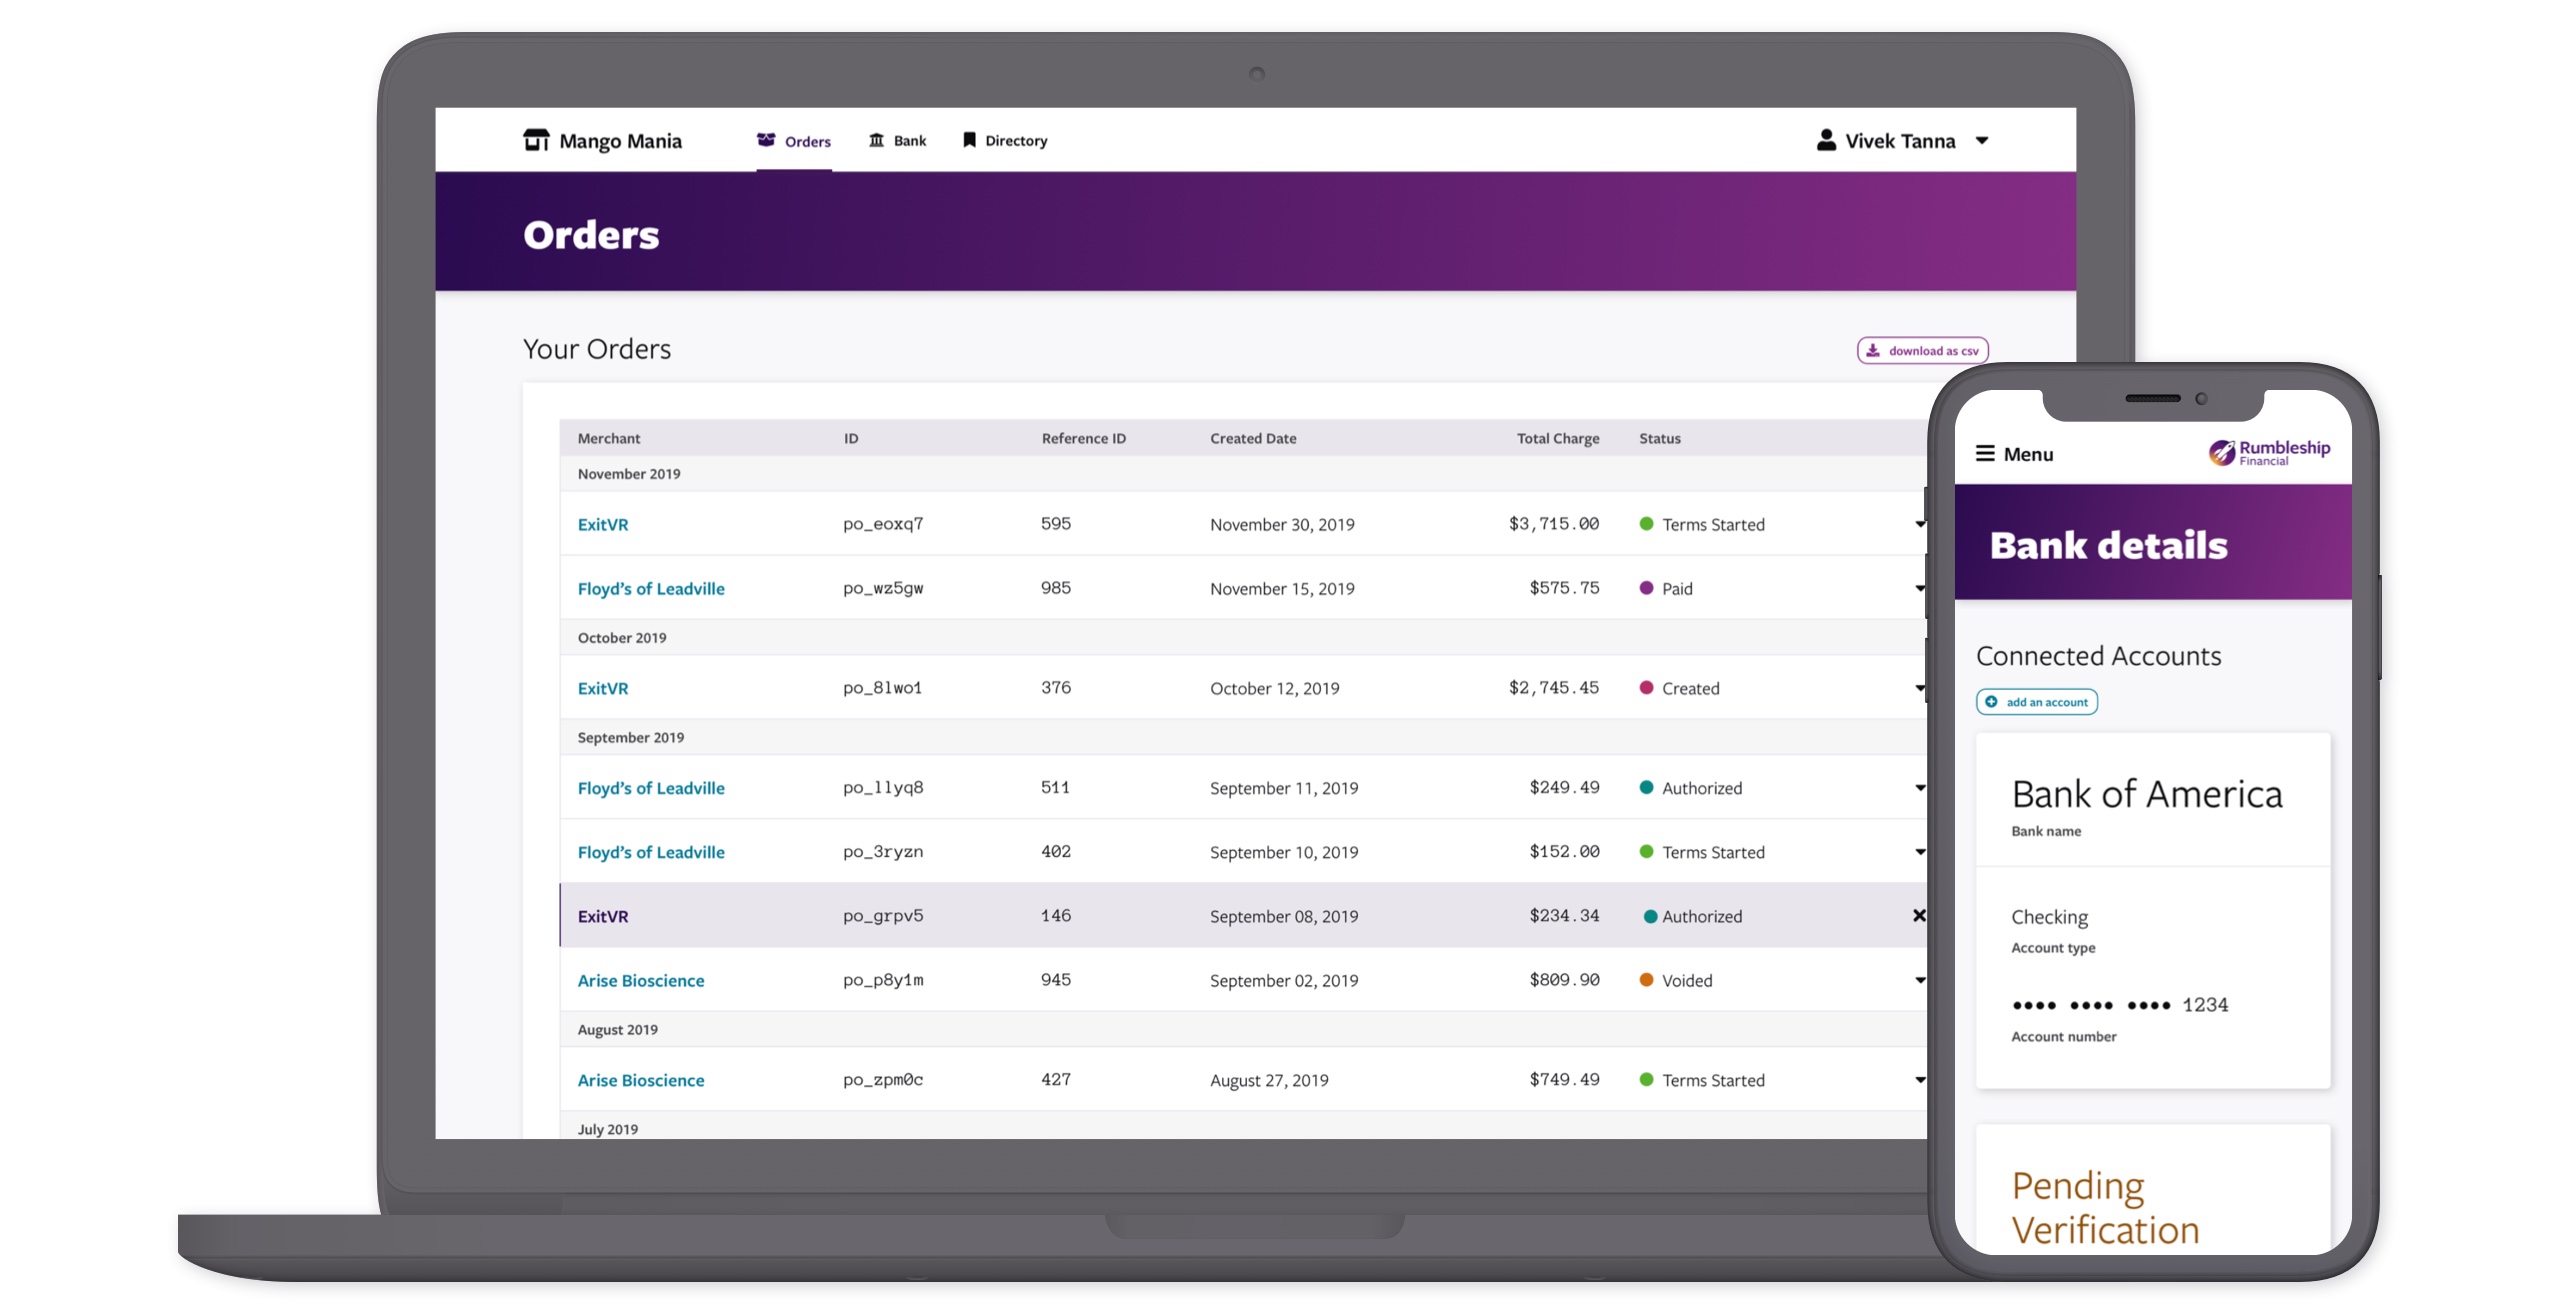 Mango Mania Orders Bank Directory Vivek Tanna
Orders
Your Orders download as csv
Merchant ID Reference ID Created Date Total Charge Status
November 2019
ExitVR po_eoxq7 595 November 30, 2019 $3,715.00 Terms Started
Floyd’s of Leadville po_wz5gw 985 November 15, 2019 $575.75 Paid
October 2019
ExitVR po_8lwo1 376 October 12, 2019 $2,745.45 Created
September 2019
Floyd’s of Leadville po_llyq8 511 September 11, 2019 $249.49 Authorized
Floyd’s of Leadville po_3ryzn 402 September 10, 2019 $152.00 Terms Started
ExitVR po_grpv5 146 September 08, 2019 $234.34 Authorized
Arise Bioscience po_p8y1m 945 September 02, 2019 $809.90 Voided
August 2019
Arise Bioscience po_zpm0c 427 August 27, 2019 $749.49 Terms Started
July 2019
Menu Rumbleship
Financial
Bank details
Connected Accounts
add an account
Bank of America
Bank name
Checking
Account type
•••• •••• •••• 1234
Account number
Pending
Verification